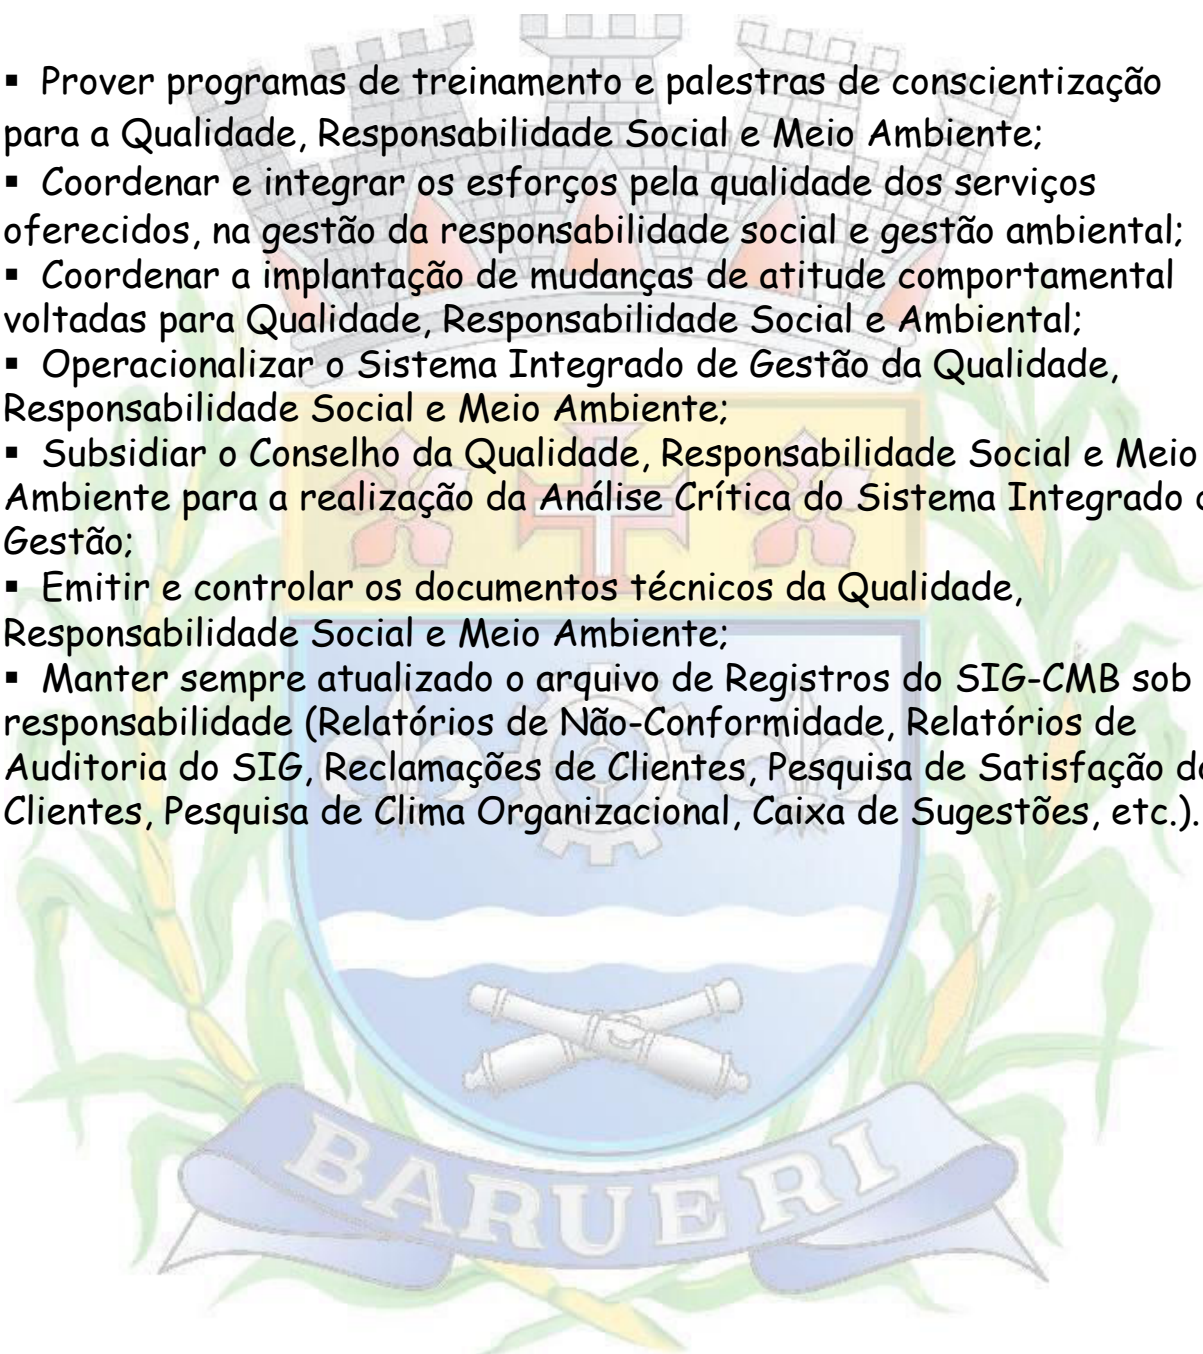 ▪ Prover programas de treinamento e palestras de conscientização
para a Qualidade, Responsabilidade Social e Meio Ambiente;
▪ Coordenar e integrar os esforços pela qualidade dos serviços
oferecidos, na gestão da responsabilidade social e gestão ambiental;
▪ Coordenar a implantação de mudanças de atitude comportamental
voltadas para Qualidade, Responsabilidade Social e Ambiental;
▪ Operacionalizar o Sistema Integrado de Gestão da Qualidade,
Responsabilidade Social e Meio Ambiente;
▪ Subsidiar o Conselho da Qualidade, Responsabilidade Social e Meio
Ambiente para a realização da Análise Crítica do Sistema Integrado
Gestão;
▪ Emitir e controlar os documentos técnicos da Qualidade,
Responsabilidade Social e Meio Ambiente;
▪ Manter sempre atualizado o arquivo de Registros do SIG-CMB sob
responsabilidade (Relatórios de Não-Conformidade, Relatórios de
Auditoria do SIG, Reclamações de Clientes, Pesquisa de Satisfação
Clientes, Pesquisa de Clima Organizacional, Caixa de Sugestões, etc.).
BARUERI